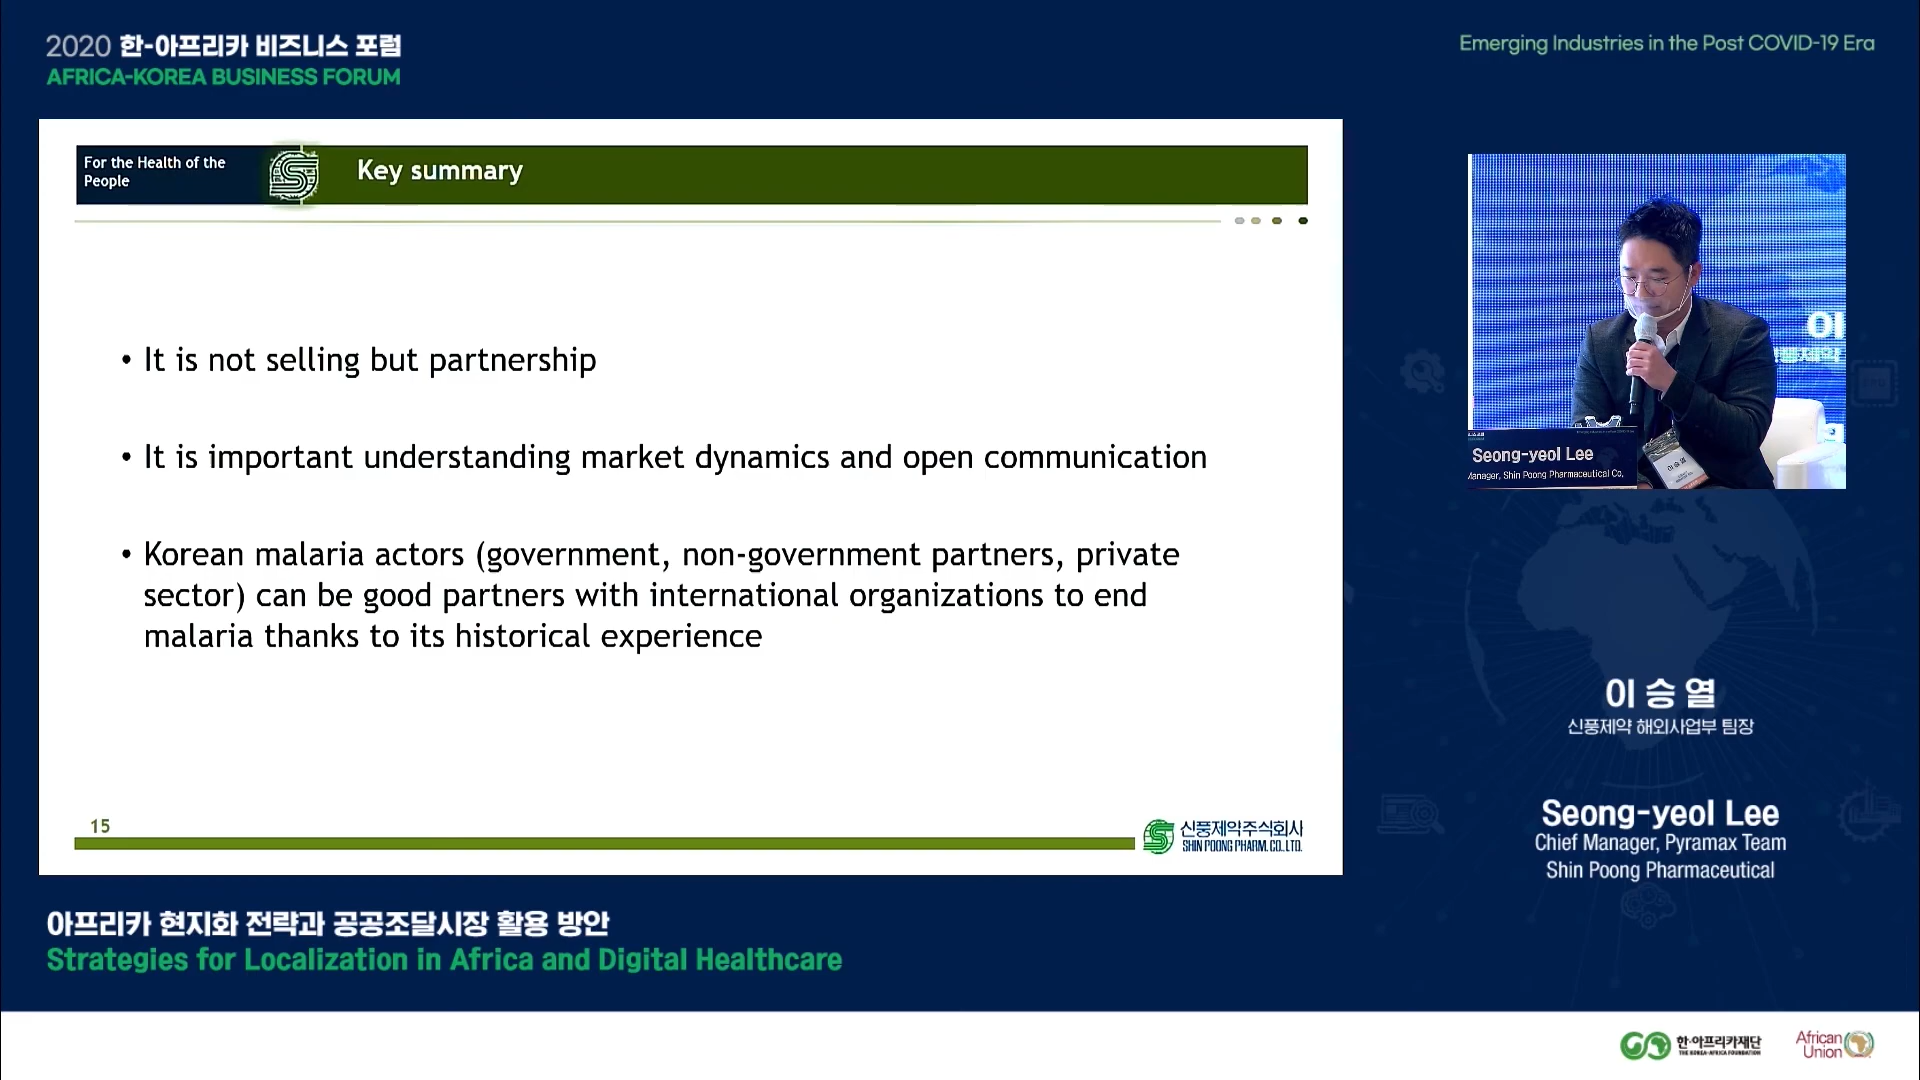 2020 한-아프리카 비즈니스 포럼
AFRICA-KOREA BUSINESS FORUM
Emerging Industries in the Post COVID-19 Era
For the Health of the
People
Key summary
• It is not selling but partnership
• It is important understanding market dynamics and open communication
• Korean malaria actors (government, non-government partners, private
sector) can be good partners with international organizations to end
malaria thanks to its historical experience
15
신풍제약주식회사
SHIN POONG PHARM. CO., LTD.
이
Seong-yeol Lee
Manager, Shin Poong Pharmaceutical Co,
이승열
이승열
신풍제약 해외사업부 팀장
Seong-yeol Lee
Chief Manager, Pyramax Team
Shin Poong Pharmaceutical
아프리카 현지화 전략과 공공조달시장 활용 방안
Strategies for Localization in Africa and Digital Healthcare
한·아프리카재단
THE KOREA-AFRICA FOUNDATION
African
Union